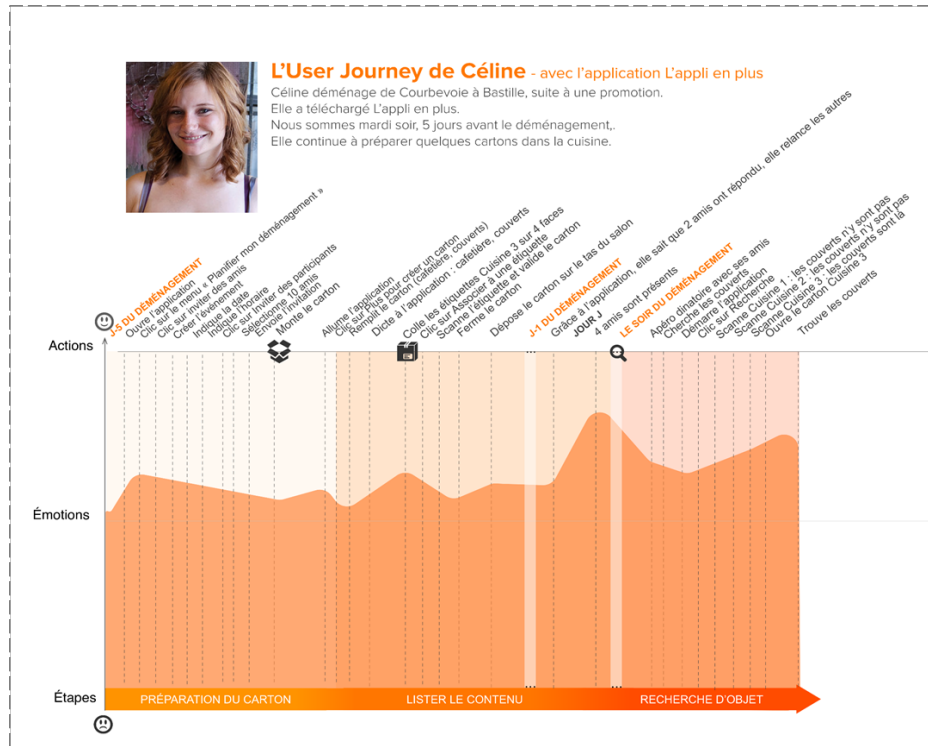 L'User Journey de Céline - avec l'application L'appli en plus
Céline déménage de Courbevoie à Bastille, suite à une promotion.
Elle a téléchargé L'appli en plus.
Nous sommes mardi soir, 5 jours avant le déménagement,.
Elle continue à préparer quelques cartons dans la cuisine.
J-5 DU DÉMÉNAGEMENT
Ouvre l'application
Clic sur le menu « Planifier mon déménagement »
Clic sur inviter des amis
Créer l'événement
Indique la date
Indique l'horaire
Clic sur Inviter des participants
Sélectionne 10 amis
Envoie l'invitation
Monte le carton
Allume l'application
Clic sur Plus pour créer un carton
Remplit le carton (cafetière, couverts)
Dicte à l'application : cafetière, couverts
Colle les étiquettes Cuisine 3 sur 4 faces
Clic sur Associer à une étiquette
Scanne l'étiquette et valide le carton
Ferme le carton
Dépose le carton sur le tas du salon
J-1 DU DÉMÉNAGEMENT
Grâce à l'application, elle sait que 2 amis ont répondu, elle relance les autres
JOUR J
4 amis sont présents
LE SOIR DU DÉMÉNAGEMENT
Apéro dinatoire avec ses amis
Cherche les couverts
Démarre l'application
Clic sur Recherche
Scanne Cuisine 1 : les couverts n'y sont pas
Scanne Cuisine 2 : les couverts n'y sont pas
Scanne Cuisine 3 : les couverts sont là
Ouvre le carton Cuisine 3
Trouve les couverts
Actions
Émotions
Étapes
PRÉPARATION DU CARTON
LISTER LE CONTENU
RECHERCHE D'OBJET